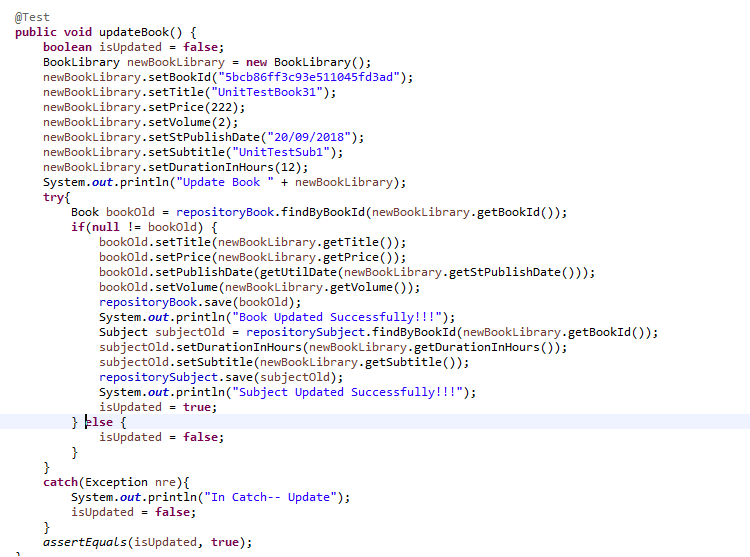 @Test
public void updateBook() {
    boolean isUpdated = false;
    BookLibrary newBookLibrary = new BookLibrary();
    newBookLibrary.setBookId("5bcb86ff3c93e511045fd3ad");
    newBookLibrary.setTitle("UnitTestBook31");
    newBookLibrary.setPrice(222);
    newBookLibrary.setVolume(2);
    newBookLibrary.setStPublishDate("20/09/2018");
    newBookLibrary.setSubtitle("UnitTestSub1");
    newBookLibrary.setDurationInHours(12);
    System.out.println("Update Book " + newBookLibrary);
    try{
        Book bookOld = repositoryBook.findByBookId(newBookLibrary.getBookId());
        if(null != bookOld) {
            bookOld.setTitle(newBookLibrary.getTitle());
            bookOld.setPrice(newBookLibrary.getPrice());
            bookOld.setPublishDate(getUtilDate(newBookLibrary.getStPublishDate()));
            bookOld.setVolume(newBookLibrary.getVolume());
            repositoryBook.save(bookOld);
            System.out.println("Book Updated Successfully!!!");
            Subject subjectOld = repositorySubject.findByBookId(newBookLibrary.getBookId());
            subjectOld.setDurationInHours(newBookLibrary.getDurationInHours());
            subjectOld.setSubtitle(newBookLibrary.getSubtitle());
            repositorySubject.save(subjectOld);
            System.out.println("Subject Updated Successfully!!!");
            isUpdated = true;
        } else {
            isUpdated = false;
        }
    }
    catch(Exception nre){
        System.out.println("In Catch-- Update");
        isUpdated = false;
    }
    assertEquals(isUpdated, true);
}